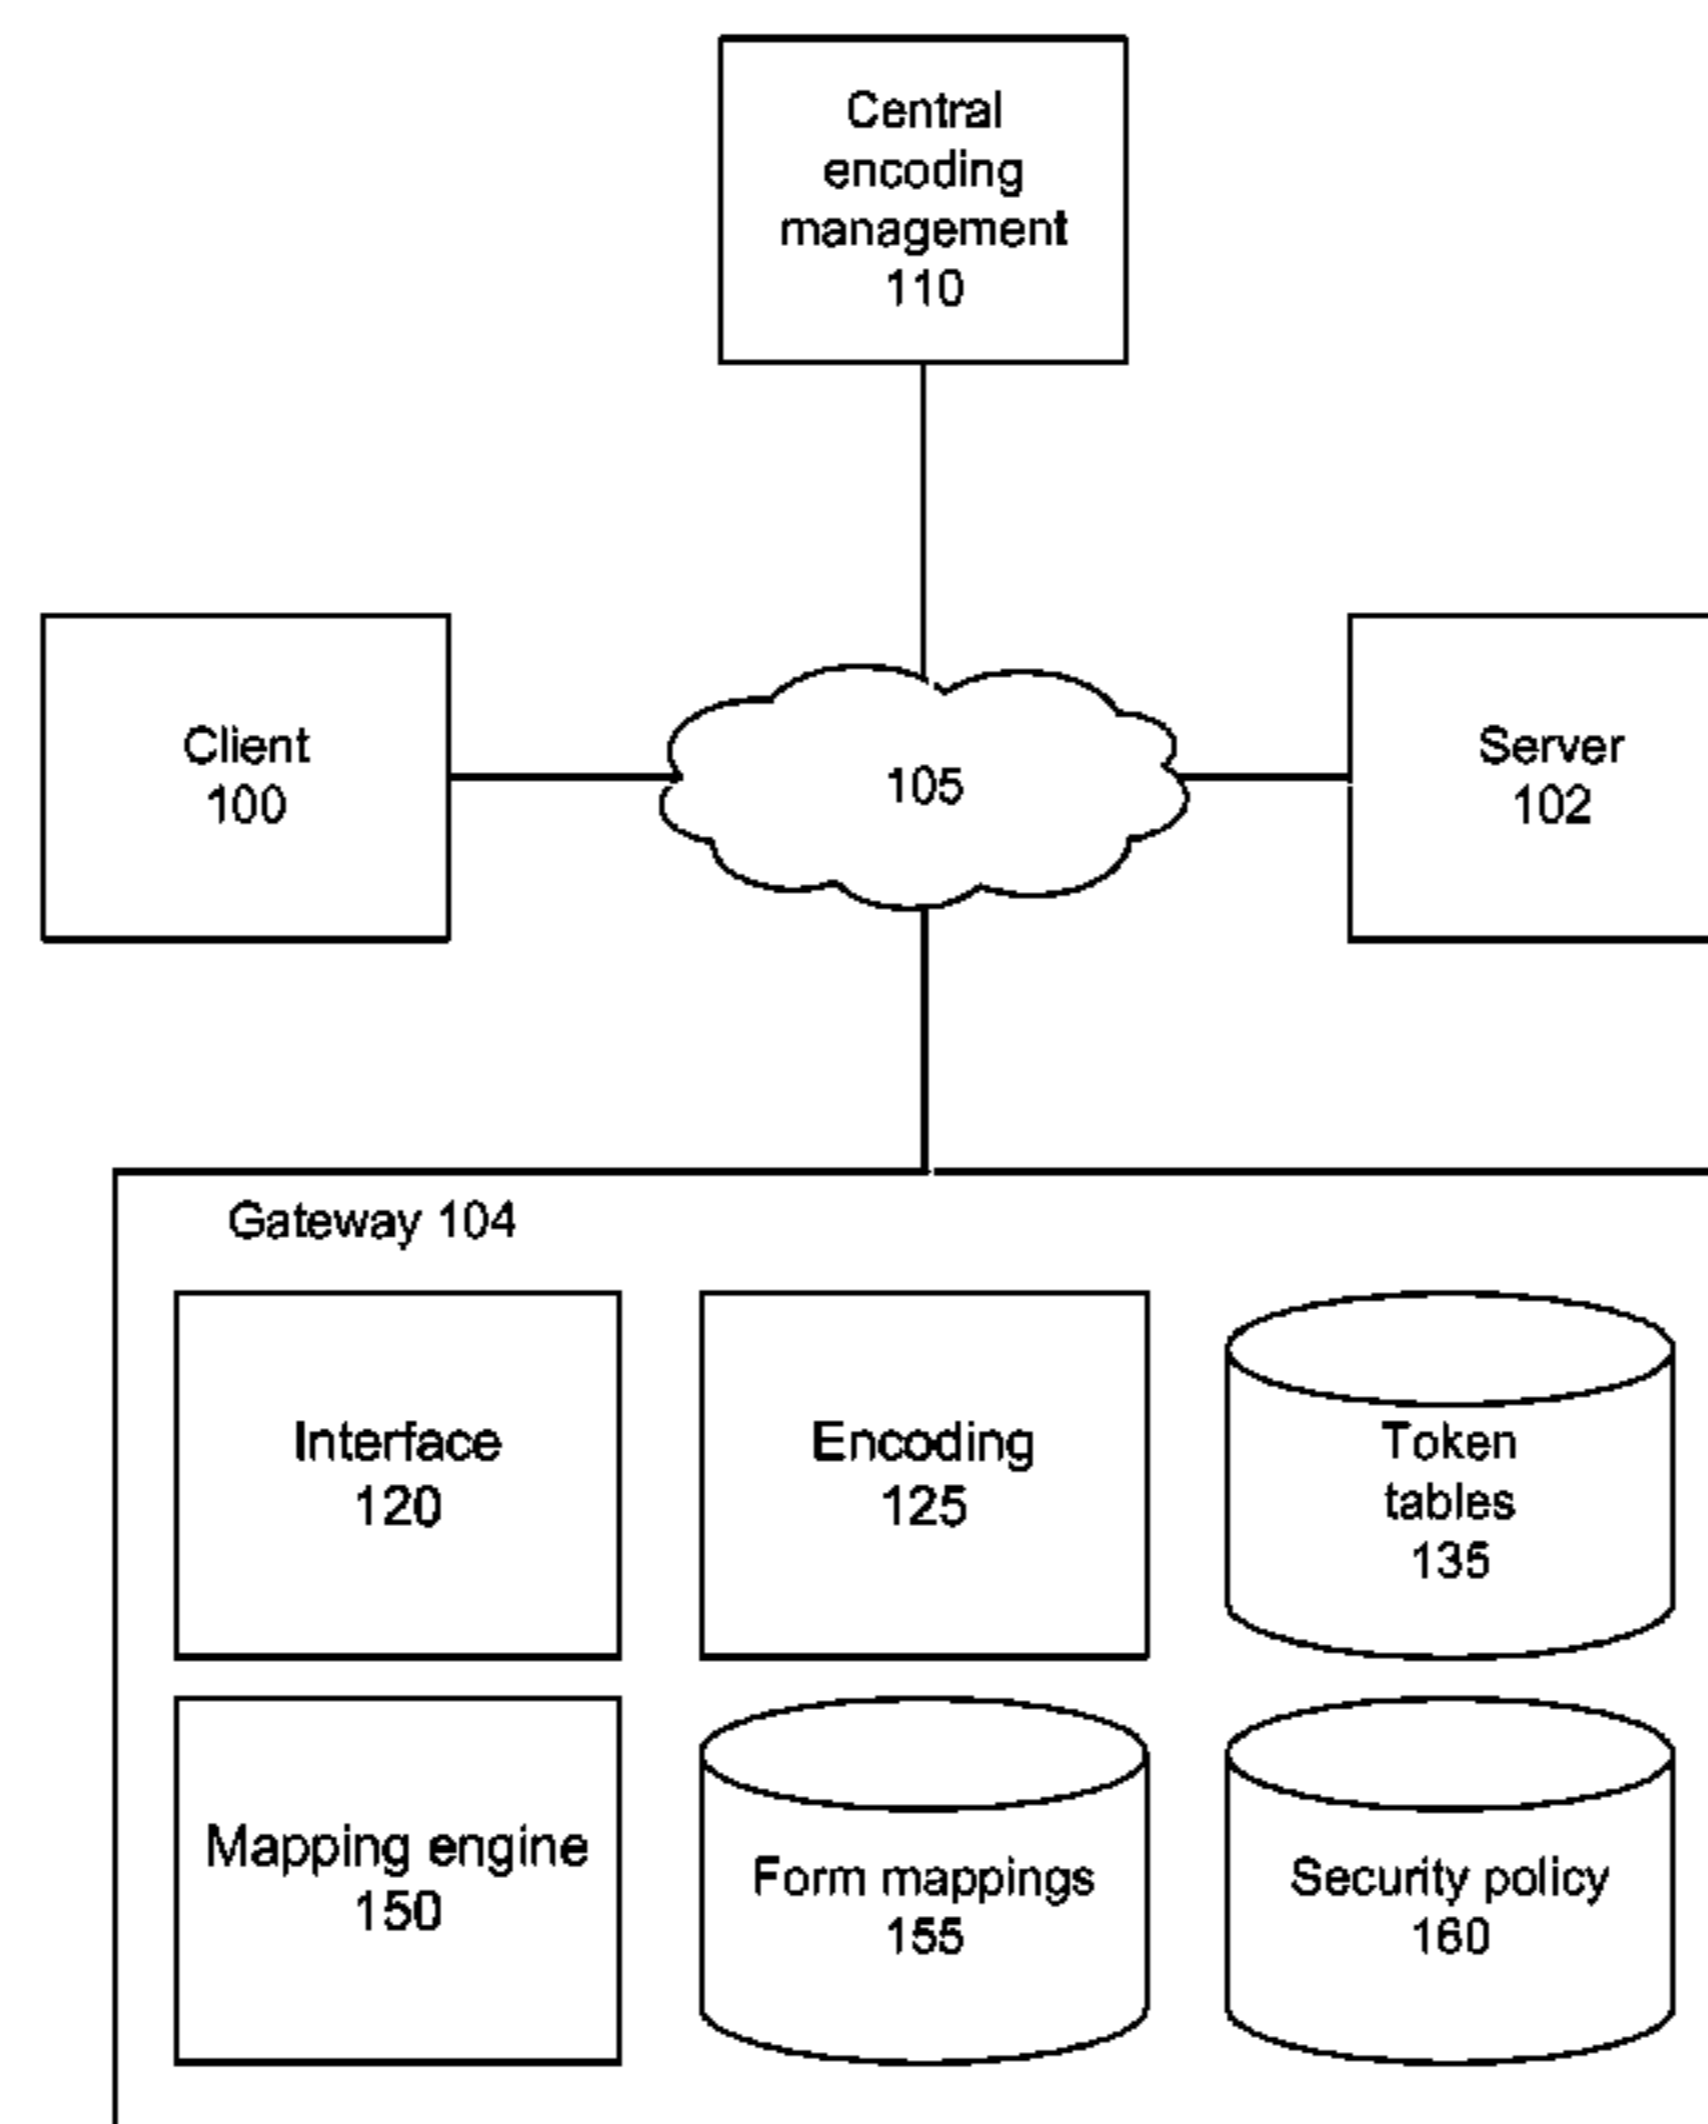 Central
encoding
management
110
Client
100
105
Server
102
Gateway 104
Interface
120
Encoding
125
Token
tables
135
Mapping engine
150
Form mappings
155
Security policy
160